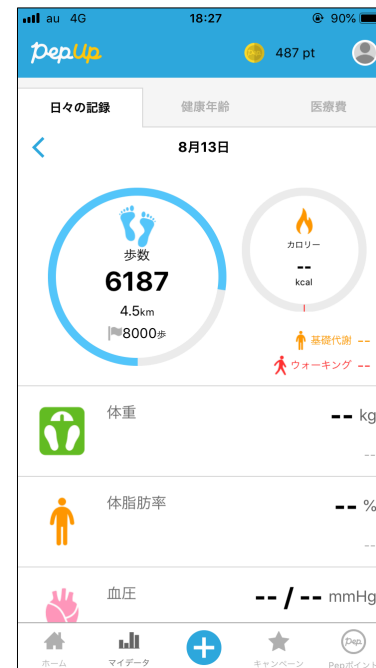 au 4G 18:27 90%
PepUp 487 pt
日々の記録 健康年齢 医療費
8月13日
歩数
6187
4.5km
8000歩
カロリー
--
kcal
基礎代謝 --
ウォーキング --
体重 -- kg
--
体脂肪率 -- %
--
血圧 -- / -- mmHg
ホーム マイデータ キャンペーン Pep Pepポイント